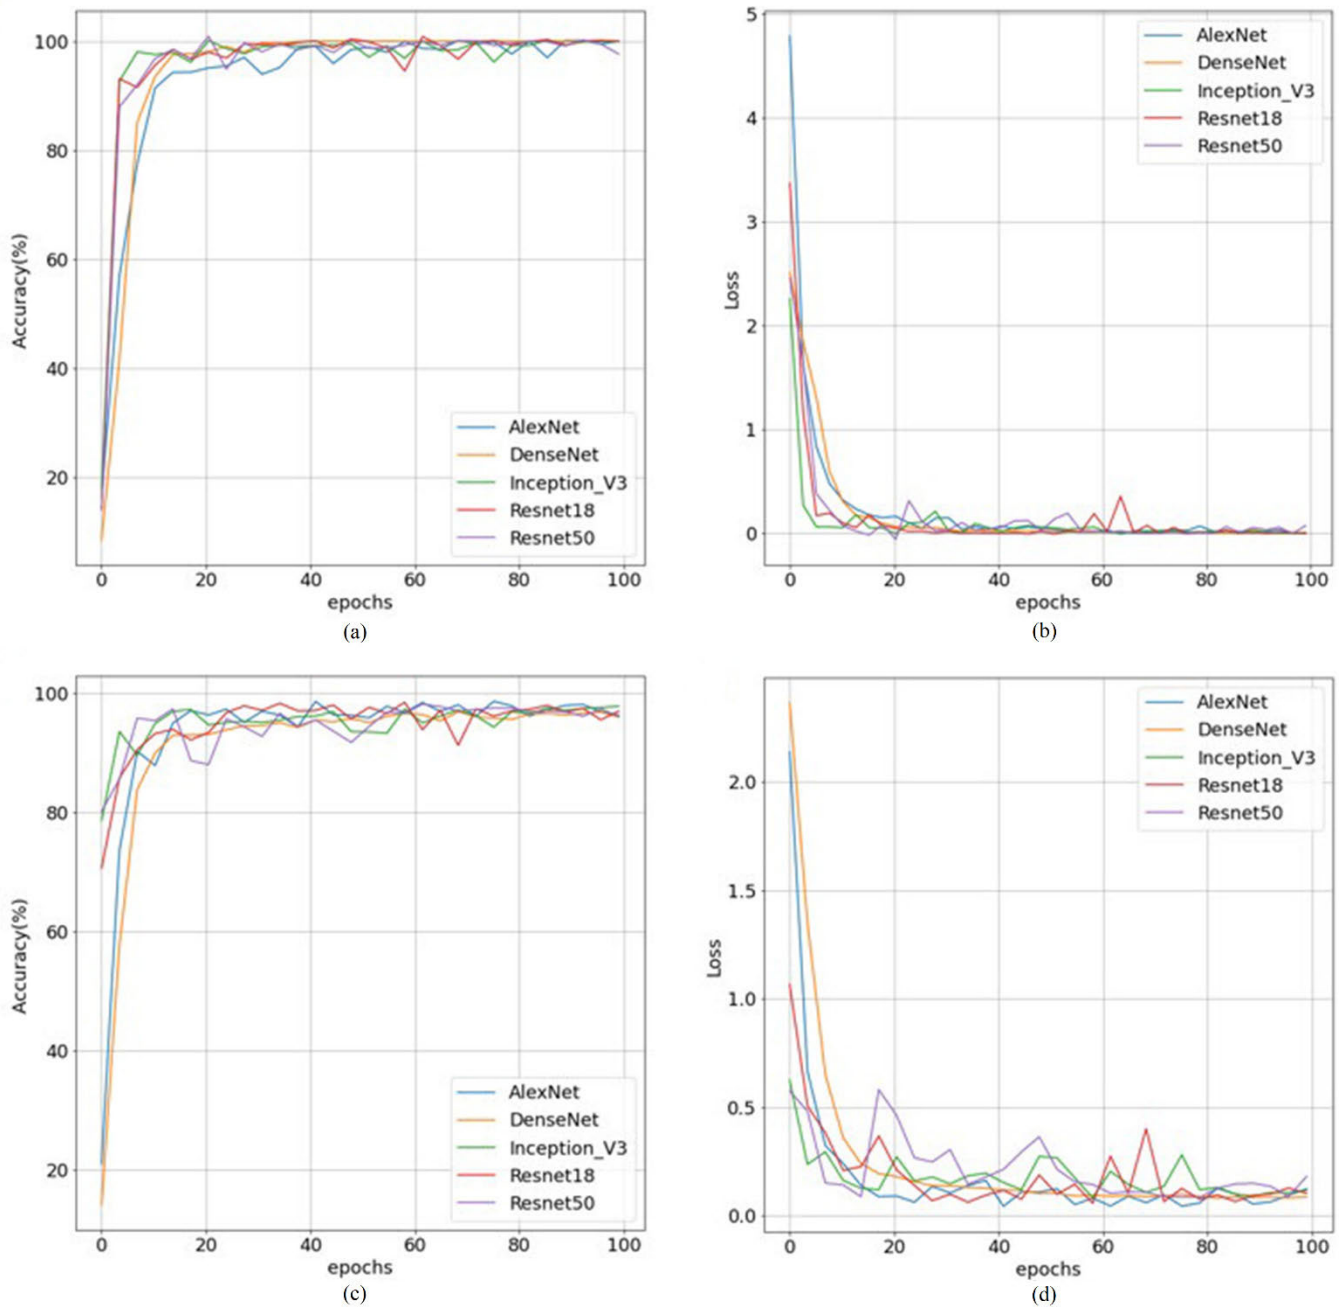 100
80
60
40
20
Accuracy(%)
AlexNet
DenseNet
Inception_V3
Resnet18
Resnet50
0 20 40 60 80 100
epochs
(a)
5
4
3
2
1
0
Loss
AlexNet
DenseNet
Inception_V3
Resnet18
Resnet50
0 20 40 60 80 100
epochs
(b)
100
80
60
40
20
Accuracy(%)
AlexNet
DenseNet
Inception_V3
Resnet18
Resnet50
0 20 40 60 80 100
epochs
(c)
2.0
1.5
1.0
0.5
0.0
Loss
AlexNet
DenseNet
Inception_V3
Resnet18
Resnet50
0 20 40 60 80 100
epochs
(d)